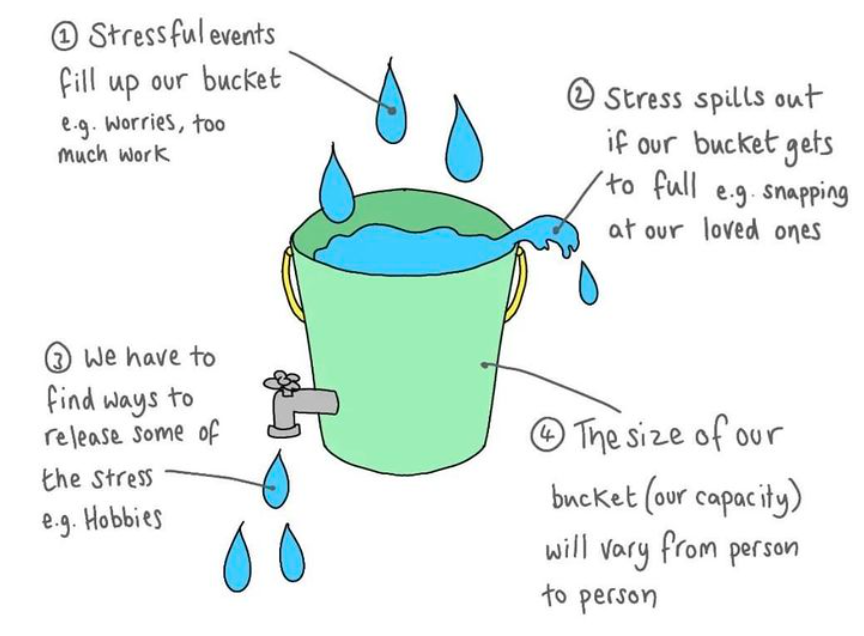 ① Stressful events
fill up our bucket
e.g. worries, too
much work
② Stress spills out
if our bucket gets
to full e.g. snapping
at our loved ones
③ We have to
find ways to
release some of
the stress
e.g. Hobbies
④ The size of our
bucket (our capacity)
will vary from person
to person